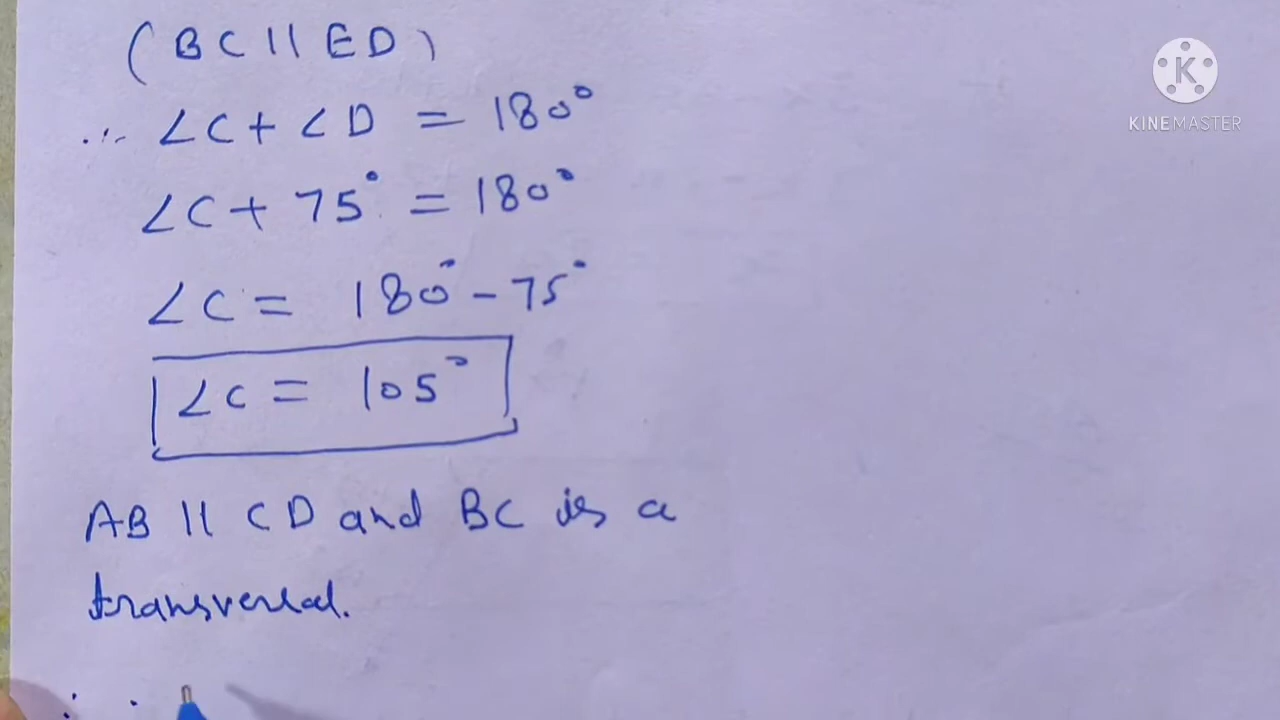 (BC || ED)
∴ ∠C + ∠D = 180°
∠C + 75° = 180°
∠C = 180° - 75°
∠C = 105°
AB || CD and BC is a
transversal.
K
KINEMASTER